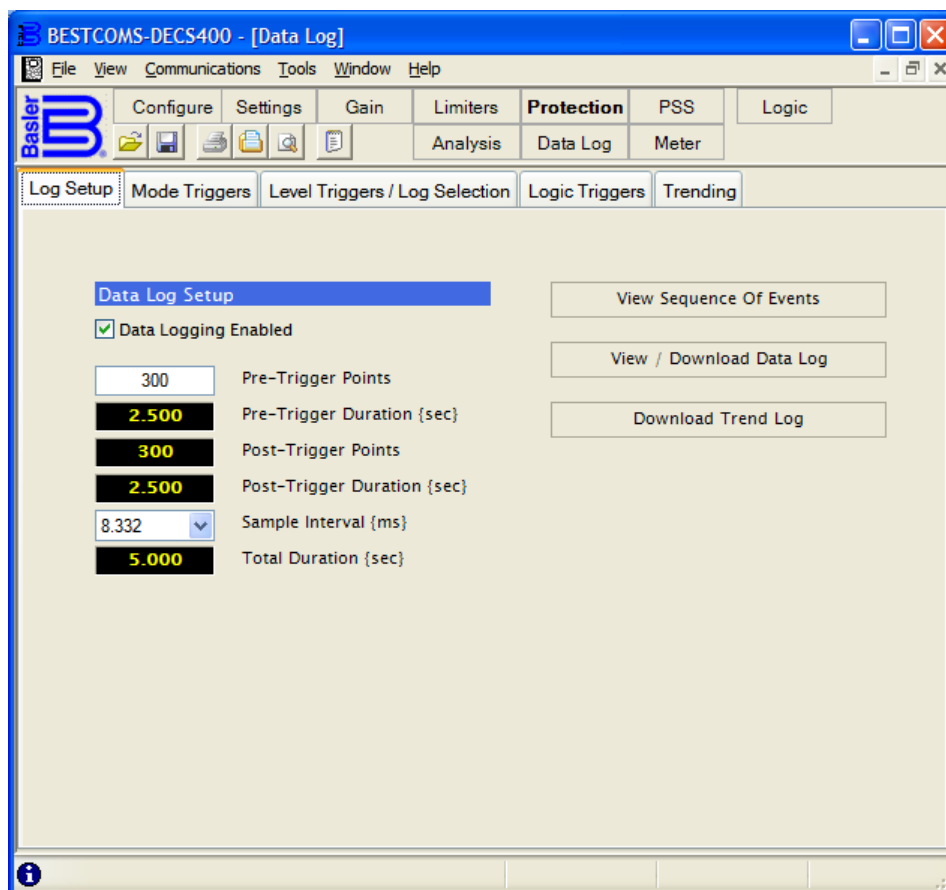 BESTCOMS-DECS400 - [Data Log]
File View Communications Tools Window Help
Basler
Configure Settings Gain Limiters Protection PSS Logic
Analysis Data Log Meter
Log Setup Mode Triggers Level Triggers / Log Selection Logic Triggers Trending
Data Log Setup
View Sequence Of Events
Data Logging Enabled
View / Download Data Log
300 Pre-Trigger Points
2.500 Pre-Trigger Duration {sec}
Download Trend Log
300 Post-Trigger Points
2.500 Post-Trigger Duration {sec}
8.332 Sample Interval {ms}
5.000 Total Duration {sec}